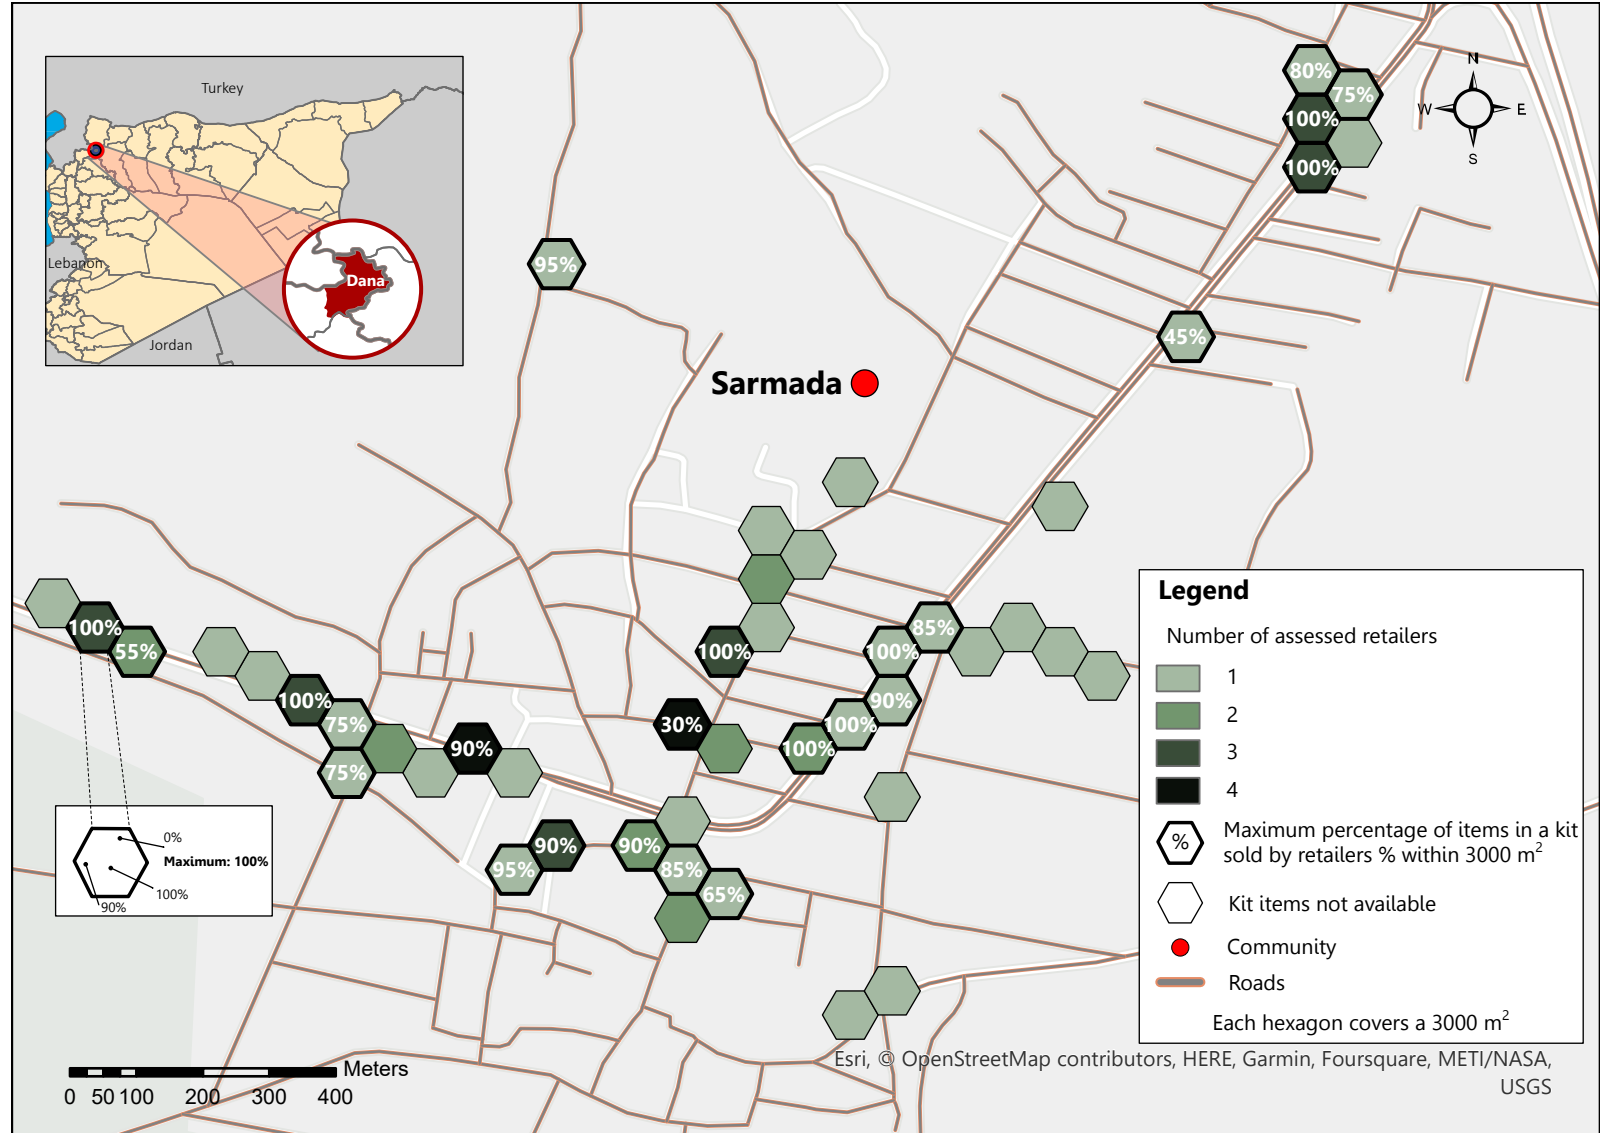 Turkey
Lebanon
Jordan
Dana
N
W
E
S
80%
75%
100%
100%
95%
45%
Sarmada
100%
55%
85%
100%
100%
100%
90%
75%
100%
30%
100%
90%
75%
90%
90%
95%
85%
65%
0%
Maximum: 100%
100%
90%
Legend
Number of assessed retailers
1
2
3
4
% Maximum percentage of items in a kit
sold by retailers % within 3000 m²
Kit items not available
Community
Roads
Each hexagon covers a 3000 m²
Meters
0 50 100 200 300 400
Esri, © OpenStreetMap contributors, HERE, Garmin, Foursquare, METI/NASA,
USGS